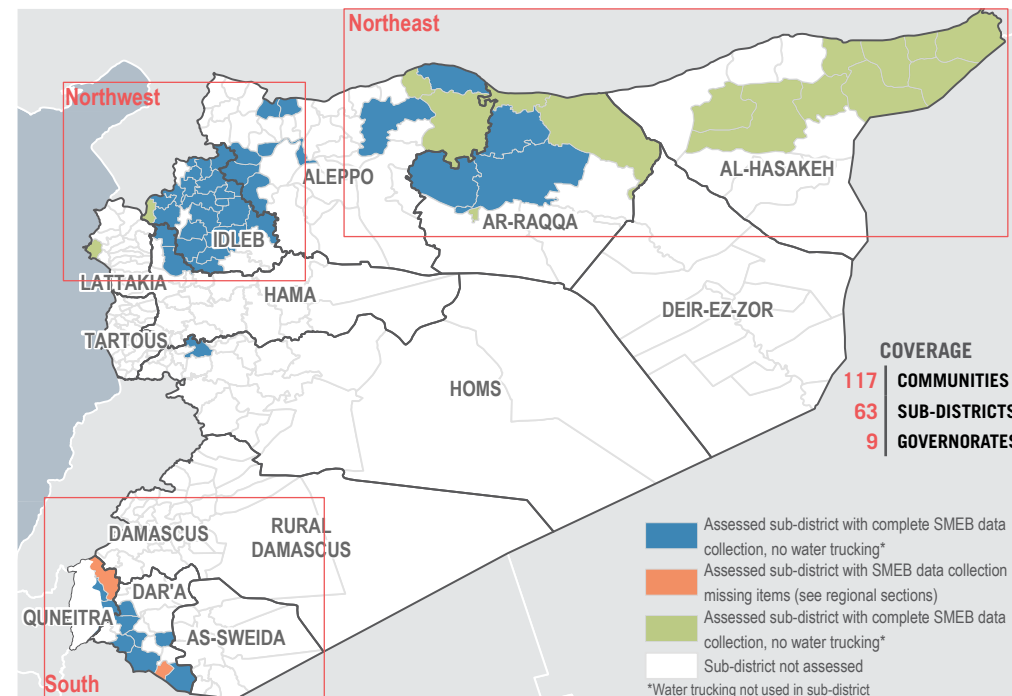 Northeast
Northwest
ALEPPO
AL-HASAKEH
AR-RAQQA
IDLEB
LATTAKIA
HAMA
DEIR-EZ-ZOR
TARTOUS
HOMS
COVERAGE
117 COMMUNITIES
63 SUB-DISTRICTS
9 GOVERNORATES
DAMASCUS
RURAL
DAMASCUS
DAR'A
QUNEITRA
AS-SWEIDA
South
Assessed sub-district with complete SMEB data
collection, no water trucking*
Assessed sub-district with SMEB data collection
missing items (see regional sections)
Assessed sub-district with complete SMEB data
collection, no water trucking*
Sub-district not assessed
*Water trucking not used in sub-district